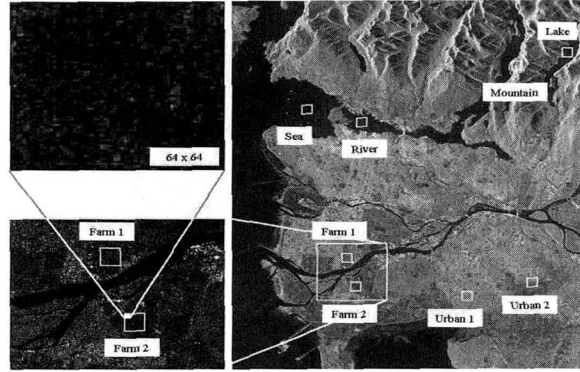 64 x 64
Farm 1
Farm 2
Lake
Mountain
Sea
River
Farm 1
Farm 2
Urban 1
Urban 2